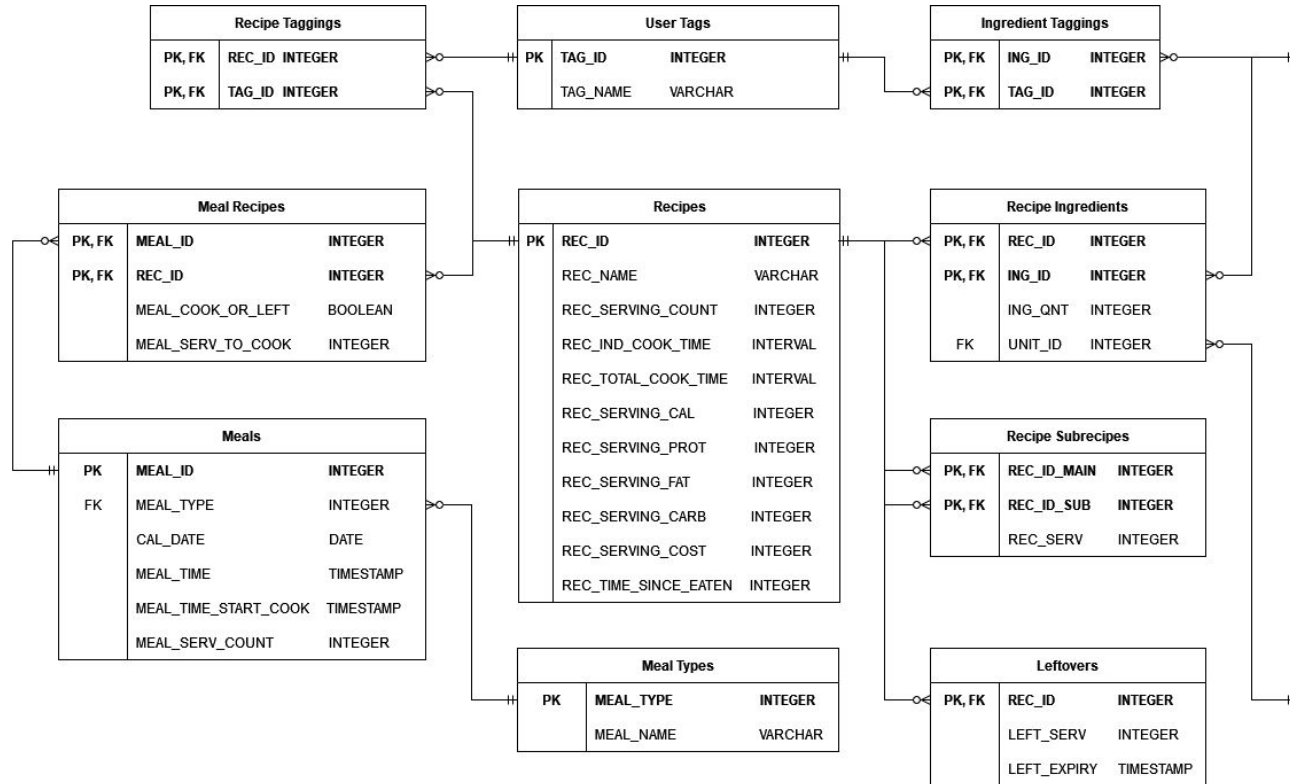 Recipe Taggings
PK, FK REC_ID INTEGER
PK, FK TAG_ID INTEGER
User Tags
PK TAG_ID INTEGER
TAG_NAME VARCHAR
Ingredient Taggings
PK, FK ING_ID INTEGER
PK, FK TAG_ID INTEGER
Meal Recipes
PK, FK MEAL_ID INTEGER
PK, FK REC_ID INTEGER
MEAL_COOK_OR_LEFT BOOLEAN
MEAL_SERV_TO_COOK INTEGER
Recipes
PK REC_ID INTEGER
REC_NAME VARCHAR
REC_SERVING_COUNT INTEGER
REC_IND_COOK_TIME INTERVAL
REC_TOTAL_COOK_TIME INTERVAL
REC_SERVING_CAL INTEGER
REC_SERVING_PROT INTEGER
REC_SERVING_FAT INTEGER
REC_SERVING_CARB INTEGER
REC_SERVING_COST INTEGER
REC_TIME_SINCE_EATEN INTEGER
Recipe Ingredients
PK, FK REC_ID INTEGER
PK, FK ING_ID INTEGER
ING_QNT INTEGER
FK UNIT_ID INTEGER
Meals
PK MEAL_ID INTEGER
FK MEAL_TYPE INTEGER
CAL_DATE DATE
MEAL_TIME TIMESTAMP
MEAL_TIME_START_COOK TIMESTAMP
MEAL_SERV_COUNT INTEGER
Recipe Subrecipes
PK, FK REC_ID_MAIN INTEGER
PK, FK REC_ID_SUB INTEGER
REC_SERV INTEGER
Meal Types
PK MEAL_TYPE INTEGER
MEAL_NAME VARCHAR
Leftovers
PK, FK REC_ID INTEGER
LEFT_SERV INTEGER
LEFT_EXPIRY TIMESTAMP